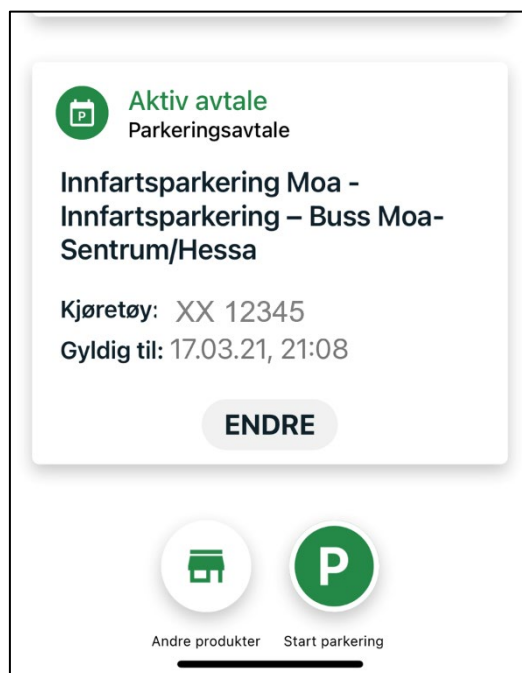 P
Aktiv avtale
Parkeringsavtale
Innfartsparkering Moa -
Innfartsparkering – Buss Moa-
Sentrum/Hessa
Kjøretøy: XX 12345
Gyldig til: 17.03.21, 21:08
ENDRE
P
Andre produkter
Start parkering